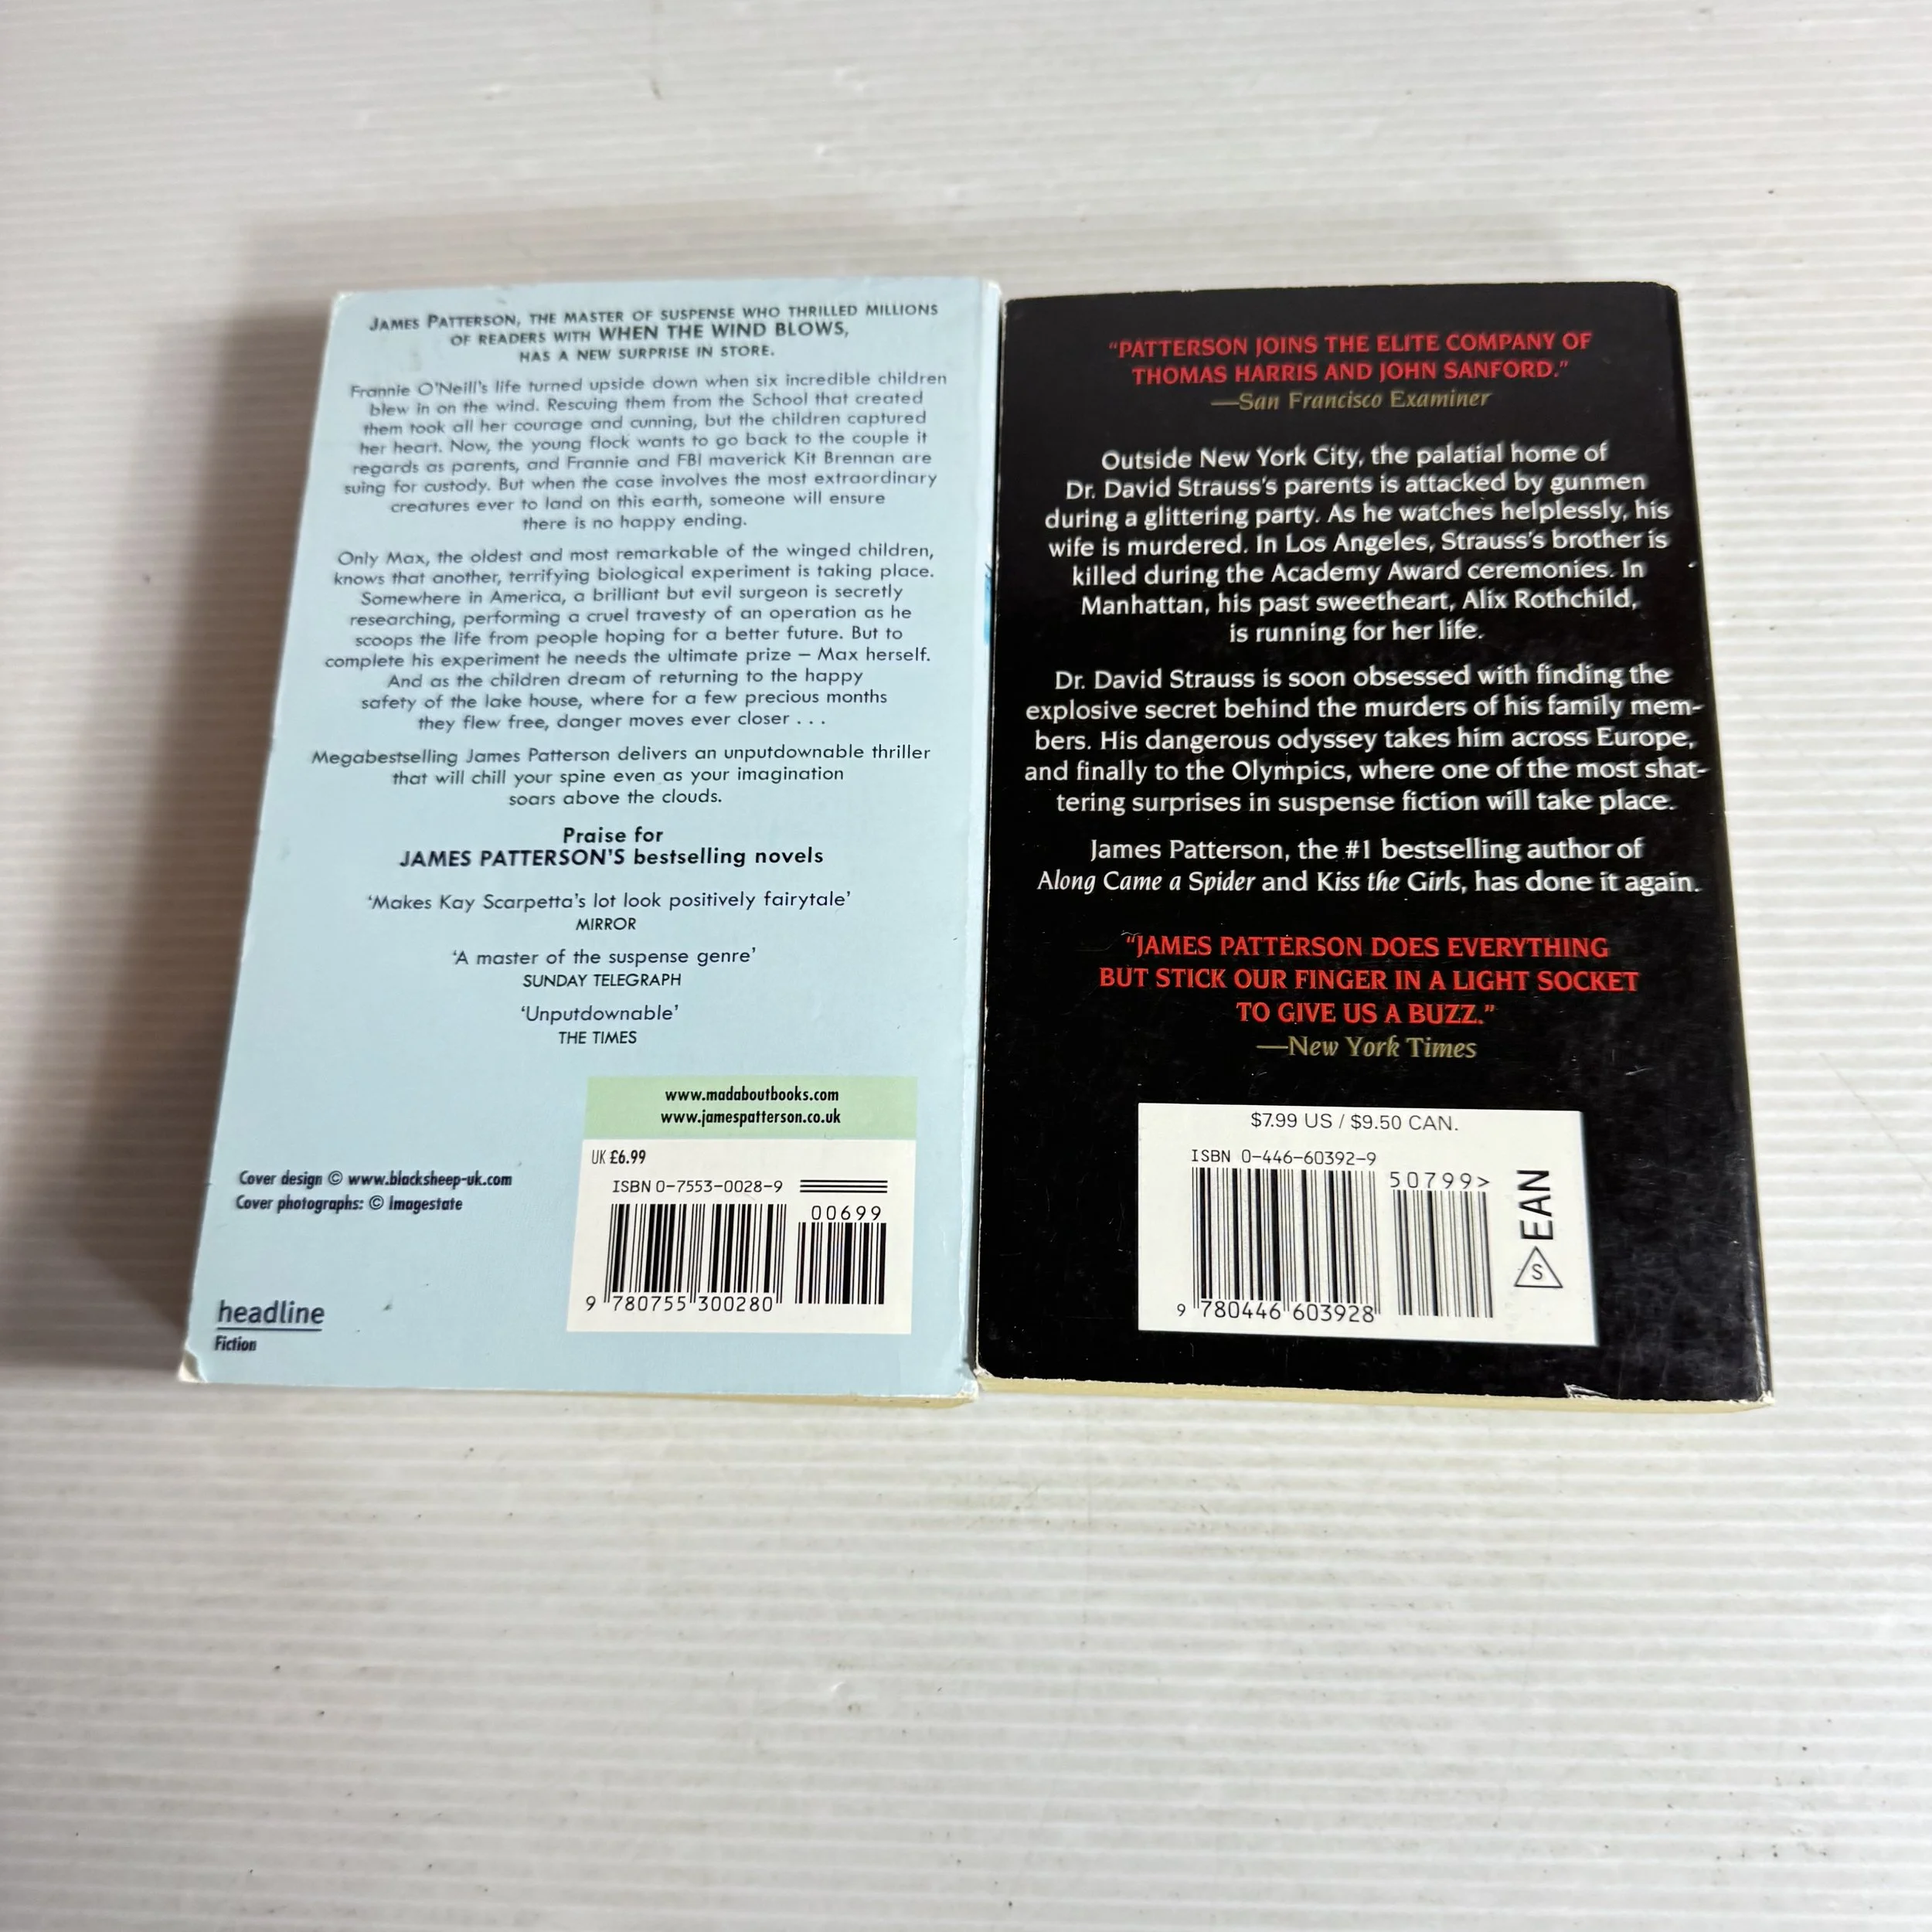 JAMES PATTERSON, THE MASTER OF SUSPENSE WHO THRILLED MILLIONS
OF READERS WITH WHEN THE WIND BLOWS,
HAS A NEW SURPRISE IN STORE.
Frannie O'Neill's life turned upside down when six incredible children
blew in on the wind. Rescuing them from the School that created
them took all her courage and cunning, but the children captured
her heart. Now, the young flock wants to go back to the couple it
regards as parents, and Frannie and FBI maverick Kit Brennan are
suing for custody. But when the case involves the most extraordinary
creatures ever to land on this earth, someone will ensure
there is no happy ending.
Only Max, the oldest and most remarkable of the winged children,
knows that another, terrifying biological experiment is taking place.
Somewhere in America, a brilliant but evil surgeon is secretly
researching, performing a cruel travesty of an operation as he
scoops the life from people hoping for a better future. But to
complete his experiment he needs the ultimate prize – Max herself.
And as the children dream of returning to the happy
safety of the lake house, where for a few precious months
they flew free, danger moves ever closer . . .
Megabestselling James Patterson delivers an unputdownable thriller
that will chill your spine even as your imagination
soars above the clouds.
Praise for
JAMES PATTERSON'S bestselling novels
'Makes Kay Scarpetta's lot look positively fairytale'
MIRROR
'A master of the suspense genre'
SUNDAY TELEGRAPH
'Unputdownable'
THE TIMES
www.madaboutbooks.com
www.jamespatterson.co.uk
UK £6.99
ISBN 0-7553-0028-9
00699
9 780755 300280
Cover design © www.blacksheep-uk.com
Cover photographs: © Imagestate
headline
Fiction
"PATTERSON JOINS THE ELITE COMPANY OF
THOMAS HARRIS AND JOHN SANFORD."
—San Francisco Examiner
Outside New York City, the palatial home of
Dr. David Strauss's parents is attacked by gunmen
during a glittering party. As he watches helplessly, his
wife is murdered. In Los Angeles, Strauss's brother is
killed during the Academy Award ceremonies. In
Manhattan, his past sweetheart, Alix Rothchild,
is running for her life.
Dr. David Strauss is soon obsessed with finding the
explosive secret behind the murders of his family mem-
bers. His dangerous odyssey takes him across Europe,
and finally to the Olympics, where one of the most shat-
tering surprises in suspense fiction will take place.
James Patterson, the #1 bestselling author of
Along Came a Spider and Kiss the Girls, has done it again.
"JAMES PATTERSON DOES EVERYTHING
BUT STICK OUR FINGER IN A LIGHT SOCKET
TO GIVE US A BUZZ."
—New York Times
$7.99 US / $9.50 CAN.
ISBN 0-446-60392-9
50799>
9 780446 603928
S EAN